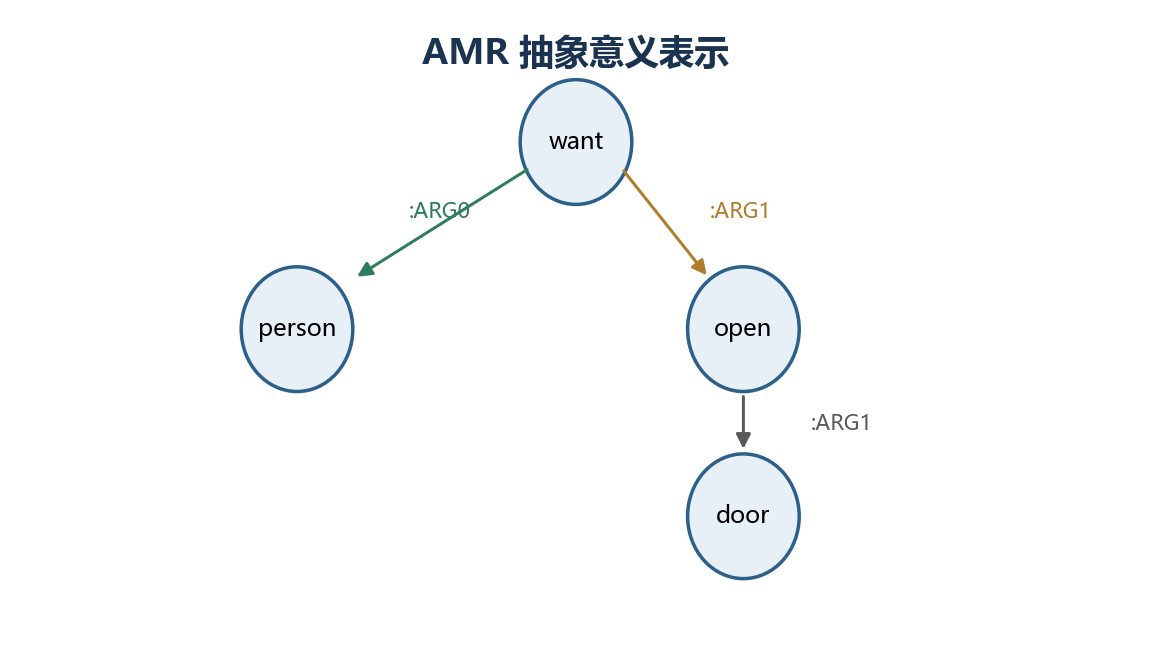 AMR 抽象意义表示
want
:ARG0
:ARG1
person
open
:ARG1
door